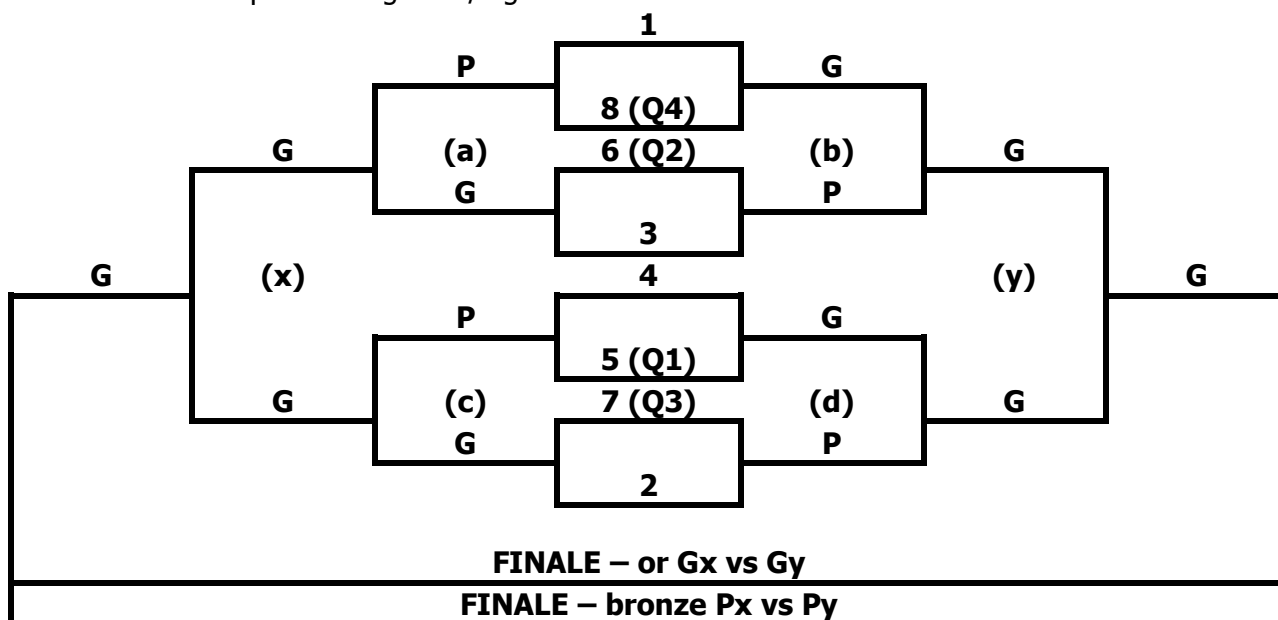 1
P G
8 (Q4)
G (a) 6 (Q2) (b) G
G P
3
G (x) 4 (y) G
P G
5 (Q1)
G (c) 7 (Q3) (d) G
G P
2
FINALE – or Gx vs Gy
FINALE – bronze Px vs Py